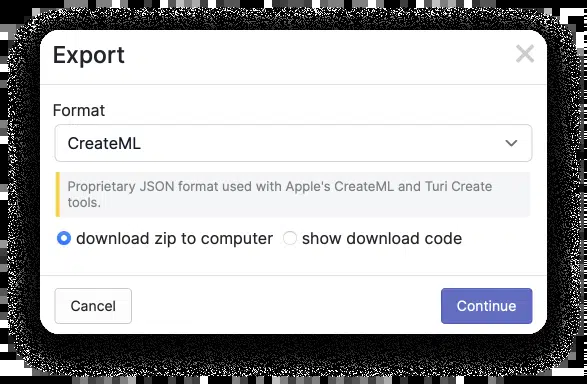 Export
Format
CreateML
Proprietary JSON format used with Apple's CreateML and Turi Create
tools.
download zip to computer show download code
Cancel Continue